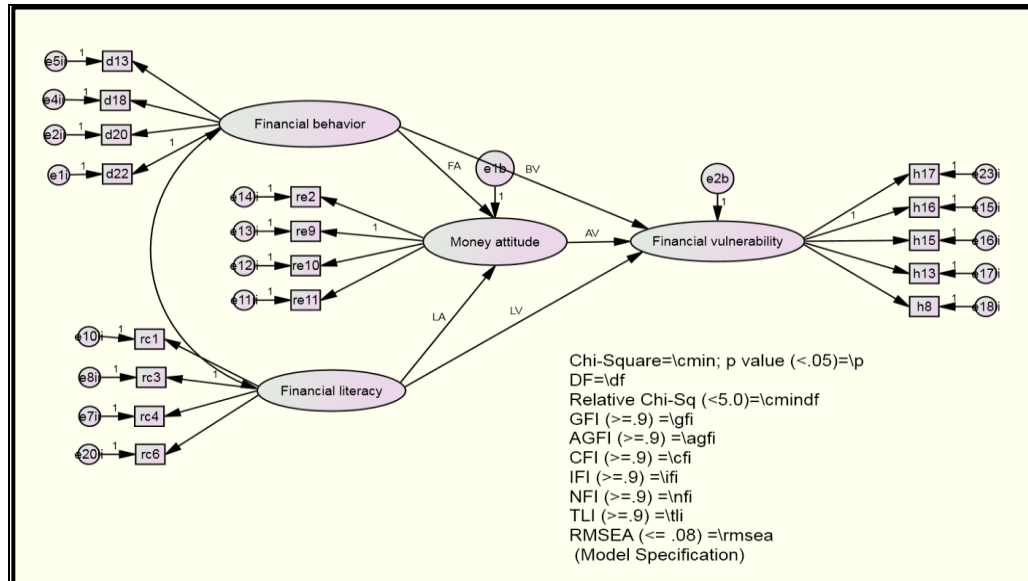 e5i 1 d13
e4i 1 d18
e2i 1 d20
e1i 1 d22 1
Financial behavior
FA
e1b
1
BV
e14i 1 re2
e13i 1 re9 1
e12i 1 re10
e11i 1 re11
Money attitude
AV
e2b
1
Financial vulnerability
h17 1 e23i
1 h16 1 e15i
h15 1 e16i
h13 1 e17i
h8 1 e18i
LA
LV
e10i 1 rc1
e8i 1 rc3 1
e7i 1 rc4
e20i 1 rc6
Financial literacy
Chi-Square=\cmin; p value (<.05)=\p
DF=\df
Relative Chi-Sq (<5.0)=\cmindf
GFI (>=.9) =\gfi
AGFI (>=.9) =\agfi
CFI (>=.9) =\cfi
IFI (>=.9) =\ifi
NFI (>=.9) =\nfi
TLI (>=.9) =\tli
RMSEA (<= .08) =\rmsea
(Model Specification)